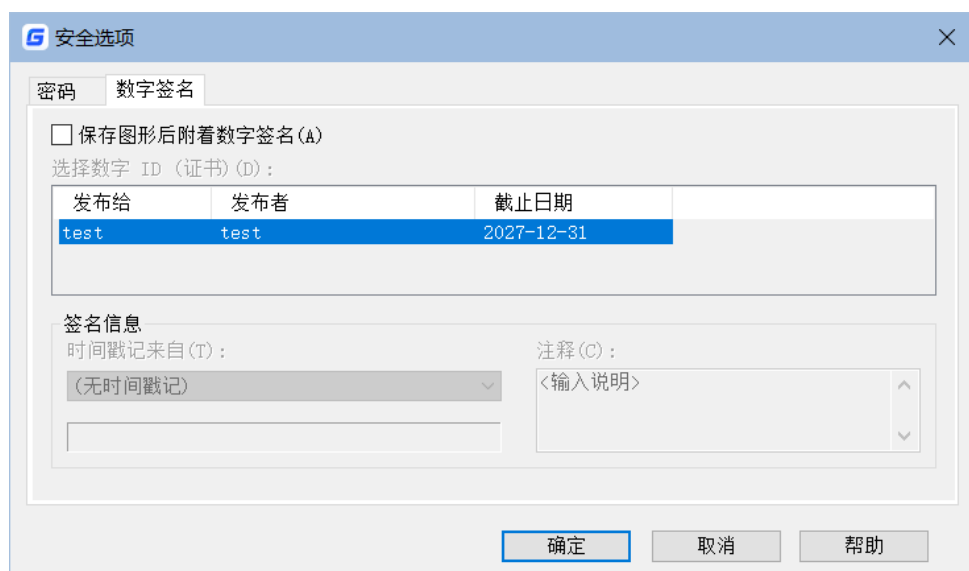 安全选项
密码 数字签名
保存图形后附着数字签名(A)
选择数字 ID (证书)(D):
发布给 发布者 截止日期
test test 2027-12-31
签名信息
时间戳记来自(T): 注释(C):
(无时间戳记) <输入说明>
确定 取消 帮助